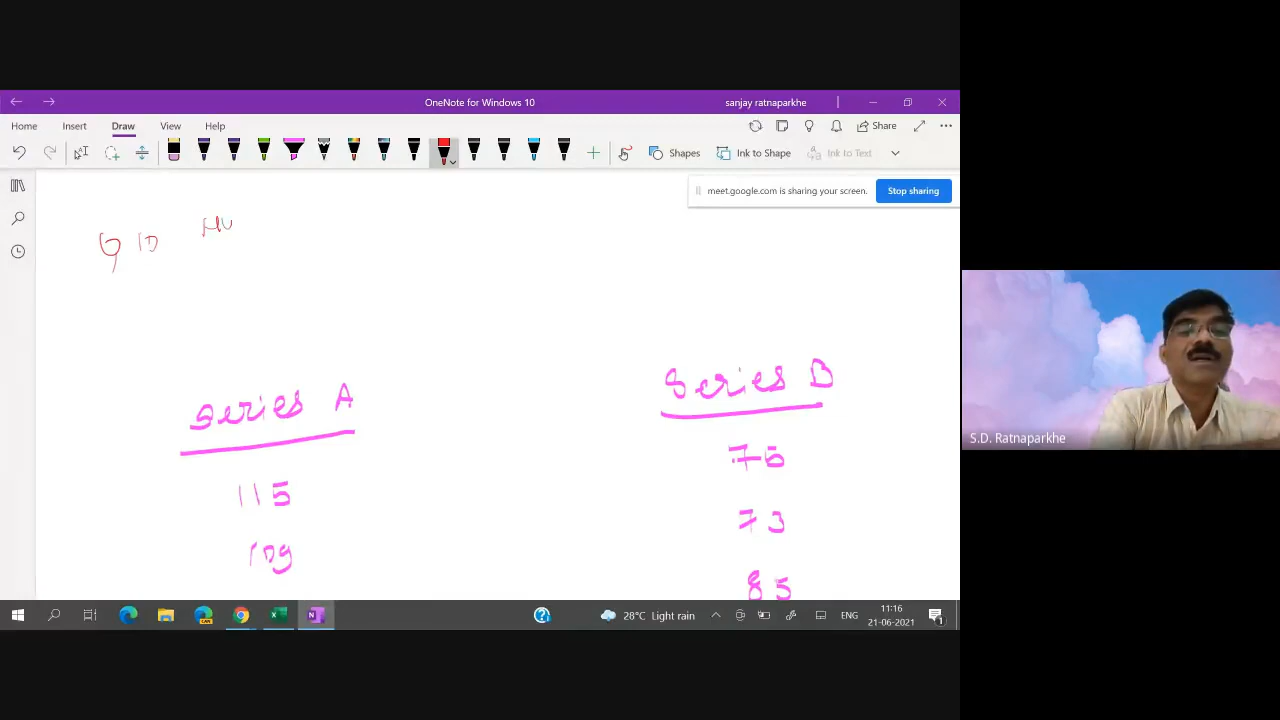 OneNote for Windows 10
sanjay ratnaparkhe
Home Insert Draw View Help
Share
Shapes Ink to Shape Ink to Text
meet.google.com is sharing your screen. Stop sharing
Q 10
Series A Series B
115
109
73
85
S.D. Ratnaparkhe
28°C Light rain ENG 11:16
21-06-2021